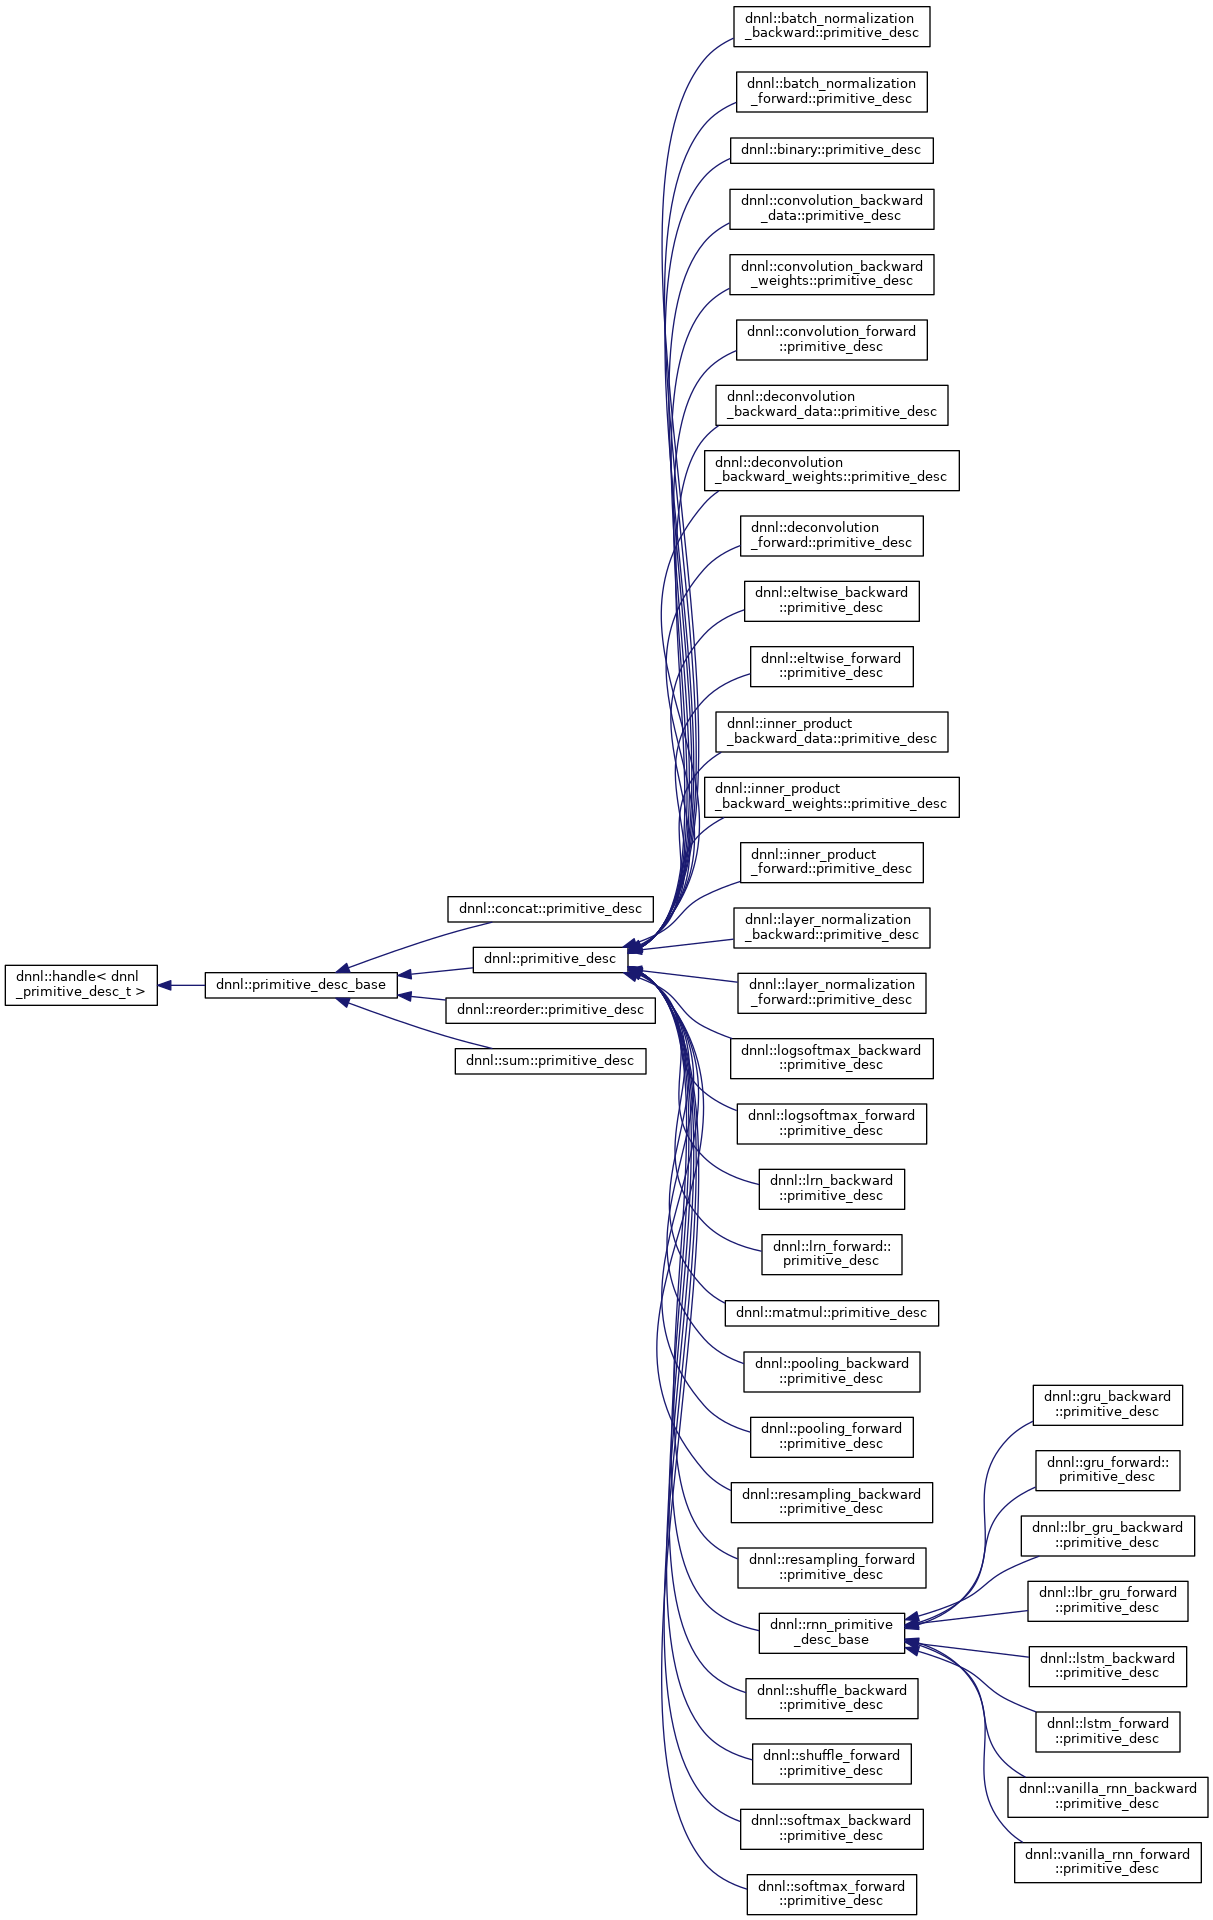 dnnl::handle< dnnl
_primitive_desc_t >
dnnl::primitive_desc_base
dnnl::concat::primitive_desc
dnnl::primitive_desc
dnnl::reorder::primitive_desc
dnnl::sum::primitive_desc
dnnl::batch_normalization
_backward::primitive_desc
dnnl::batch_normalization
_forward::primitive_desc
dnnl::binary::primitive_desc
dnnl::convolution_backward
_data::primitive_desc
dnnl::convolution_backward
_weights::primitive_desc
dnnl::convolution_forward
::primitive_desc
dnnl::deconvolution
_backward_data::primitive_desc
dnnl::deconvolution
_backward_weights::primitive_desc
dnnl::deconvolution
_forward::primitive_desc
dnnl::eltwise_backward
::primitive_desc
dnnl::eltwise_forward
::primitive_desc
dnnl::inner_product
_backward_data::primitive_desc
dnnl::inner_product
_backward_weights::primitive_desc
dnnl::inner_product
_forward::primitive_desc
dnnl::layer_normalization
_backward::primitive_desc
dnnl::layer_normalization
_forward::primitive_desc
dnnl::logsoftmax_backward
::primitive_desc
dnnl::logsoftmax_forward
::primitive_desc
dnnl::lrn_backward
::primitive_desc
dnnl::lrn_forward::
primitive_desc
dnnl::matmul::primitive_desc
dnnl::pooling_backward
::primitive_desc
dnnl::pooling_forward
::primitive_desc
dnnl::resampling_backward
::primitive_desc
dnnl::resampling_forward
::primitive_desc
dnnl::rnn_primitive
_desc_base
dnnl::shuffle_backward
::primitive_desc
dnnl::shuffle_forward
::primitive_desc
dnnl::softmax_backward
::primitive_desc
dnnl::softmax_forward
::primitive_desc
dnnl::gru_backward
::primitive_desc
dnnl::gru_forward::
primitive_desc
dnnl::lbr_gru_backward
::primitive_desc
dnnl::lbr_gru_forward
::primitive_desc
dnnl::lstm_backward
::primitive_desc
dnnl::lstm_forward
::primitive_desc
dnnl::vanilla_rnn_backward
::primitive_desc
dnnl::vanilla_rnn_forward
::primitive_desc